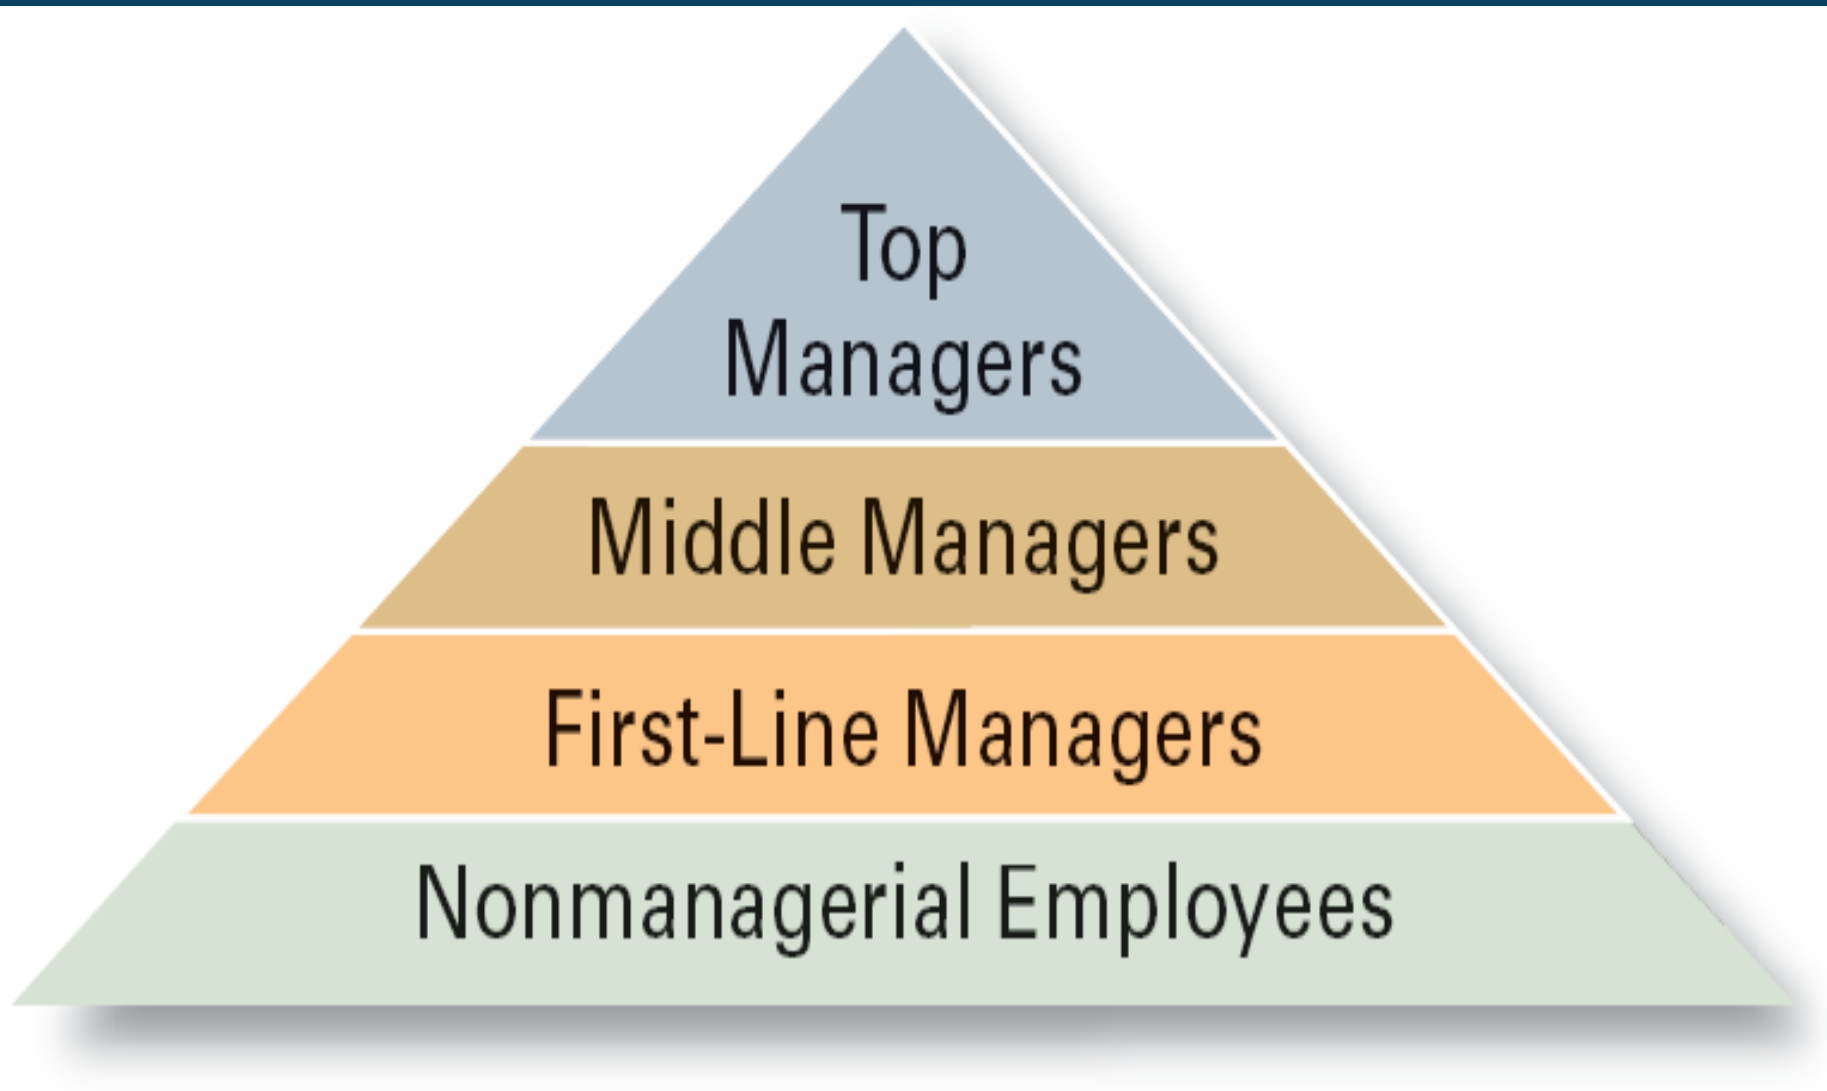 Top
Managers
Middle Managers
First-Line Managers
Nonmanagerial Employees